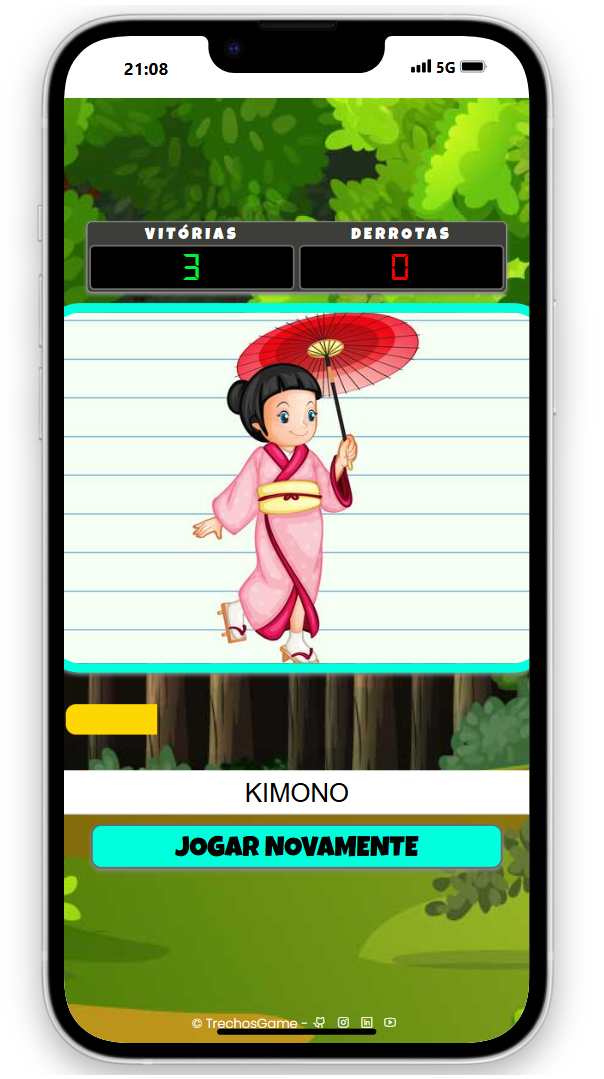 21:08 5G
VITÓRIAS DERROTAS
3 0
KIMONO
JOGAR NOVAMENTE
© TrechosGame -